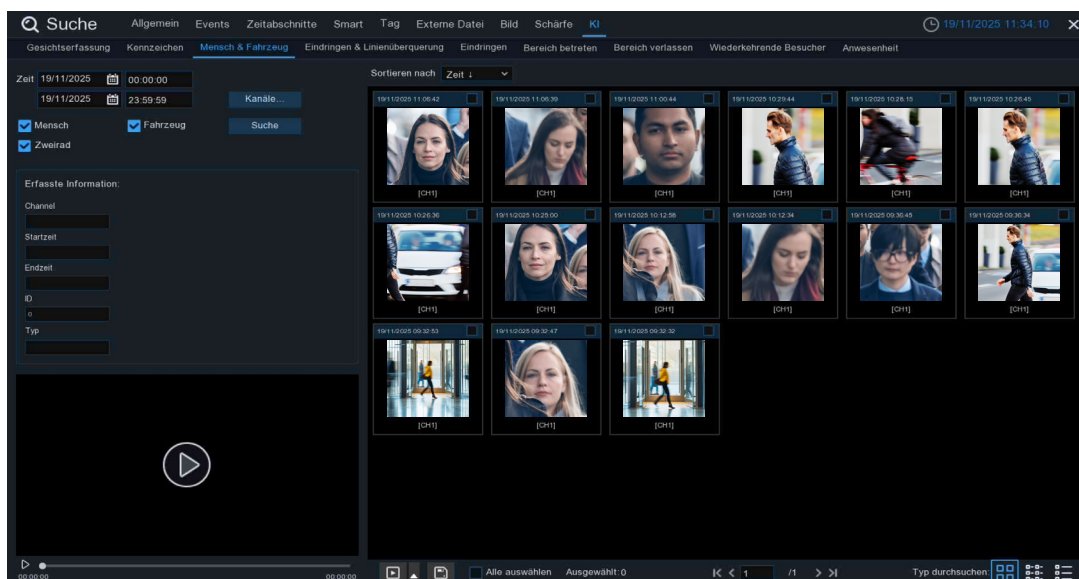 Suche Allgemein Events Zeitabschnitte Smart Tag Externe Datei Bild Schärfe KI 19/11/2025 11:34:10
Gesichtserfassung Kennzeichen Mensch & Fahrzeug Eindringen & Linienüberquerung Eindringen Bereich betreten Bereich verlassen Wiederkehrende Besucher Anwesenheit
Zeit 19/11/2025 00:00:00
19/11/2025 23:59:59 Kanäle...
Mensch Fahrzeug Suche
Zweirad
Erfasste Information:
Channel
Startzeit
Endzeit
ID
0
Typ
00:00:00 00:00:00
Sortieren nach Zeit ↓
19/11/2025 11:06:42 19/11/2025 11:06:39 19/11/2025 11:00:44 19/11/2025 10:29:44 19/11/2025 10:28:15 19/11/2025 10:26:45
[CH1] [CH1] [CH1] [CH1] [CH1] [CH1]
19/11/2025 10:26:36 19/11/2025 10:25:00 19/11/2025 10:12:58 19/11/2025 10:12:34 19/11/2025 09:36:48 19/11/2025 09:36:34
[CH1] [CH1] [CH1] [CH1] [CH1] [CH1]
19/11/2025 09:32:53 19/11/2025 09:32:47 19/11/2025 09:32:32
[CH1] [CH1] [CH1]
Alle auswählen Ausgewählt: 0 1 /1 Typ durchsuchen: